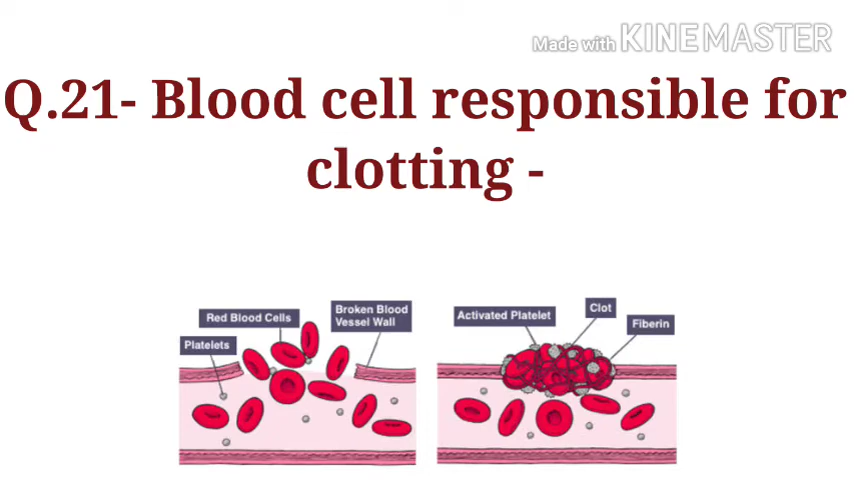 Made with KINEMASTER
Q.21- Blood cell responsible for
clotting -
Red Blood Cells
Broken Blood
Vessel Wall
Platelets
Activated Platelet
Clot
Fiberin